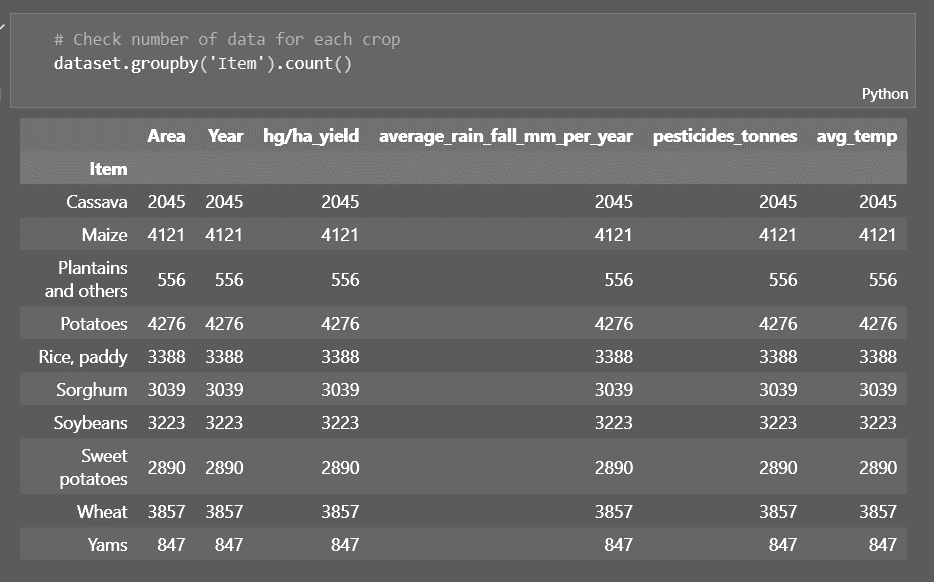 # Check number of data for each crop
dataset.groupby('Item').count()
Python
Area Year hg/ha_yield average_rain_fall_mm_per_year pesticides_tonnes avg_temp
Item
Cassava 2045 2045 2045 2045 2045 2045
Maize 4121 4121 4121 4121 4121 4121
Plantains
and others 556 556 556 556 556 556
Potatoes 4276 4276 4276 4276 4276 4276
Rice, paddy 3388 3388 3388 3388 3388 3388
Sorghum 3039 3039 3039 3039 3039 3039
Soybeans 3223 3223 3223 3223 3223 3223
Sweet
potatoes 2890 2890 2890 2890 2890 2890
Wheat 3857 3857 3857 3857 3857 3857
Yams 847 847 847 847 847 847